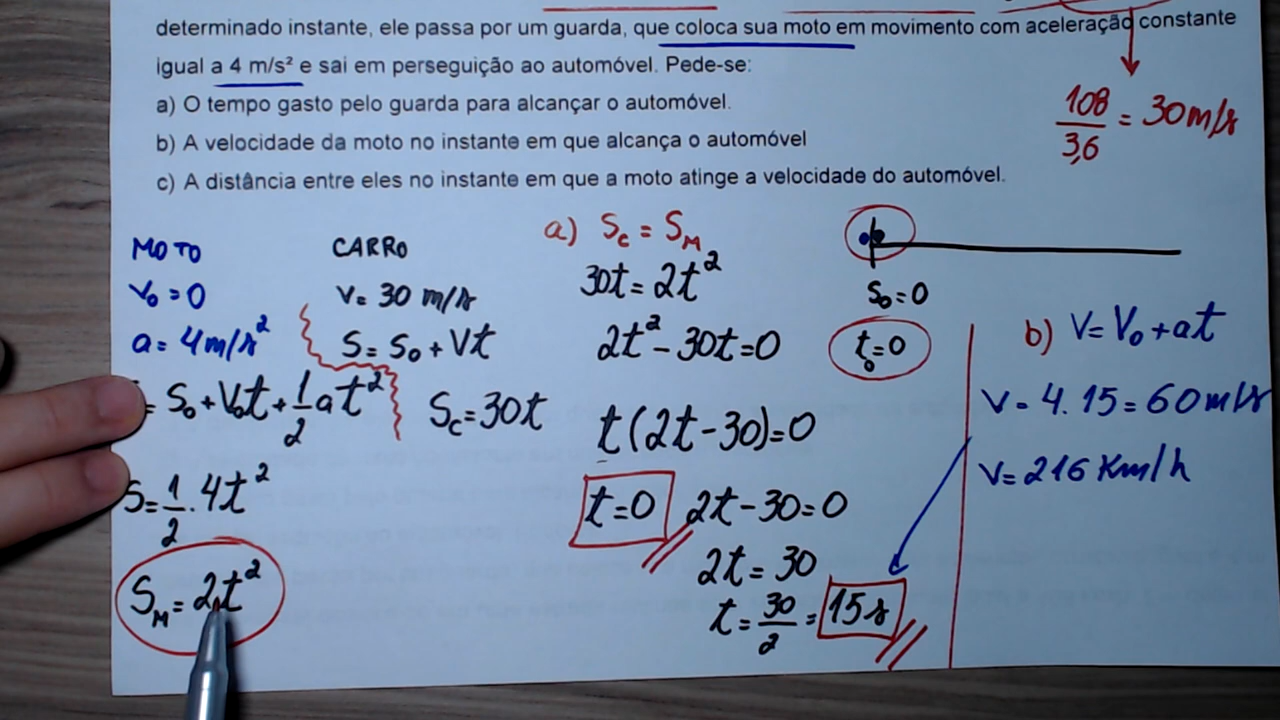 determinado instante, ele passa por um guarda, que coloca sua moto em movimento com aceleração constante
igual a 4 m/s² e sai em perseguição ao automóvel. Pede-se:
a) O tempo gasto pelo guarda para alcançar o automóvel.
b) A velocidade da moto no instante em que alcança o automóvel
c) A distância entre eles no instante em que a moto atinge a velocidade do automóvel.
108/3,6 = 30 m/s
MOTO
V₀ = 0
a = 4 m/s²
= S₀ + V₀t + 1/2 at²
S = 1/2 . 4t²
S_M = 2t²
CARRO
V = 30 m/s
S = S₀ + Vt
S_C = 30t
a) S_C = S_M
30t = 2t²
2t² - 30t = 0
t(2t - 30) = 0
t = 0
2t - 30 = 0
2t = 30
t = 30/2 = 15 s
S₀ = 0
t₀ = 0
b) V = V₀ + at
V = 4 . 15 = 60 m/s
V = 216 Km/h